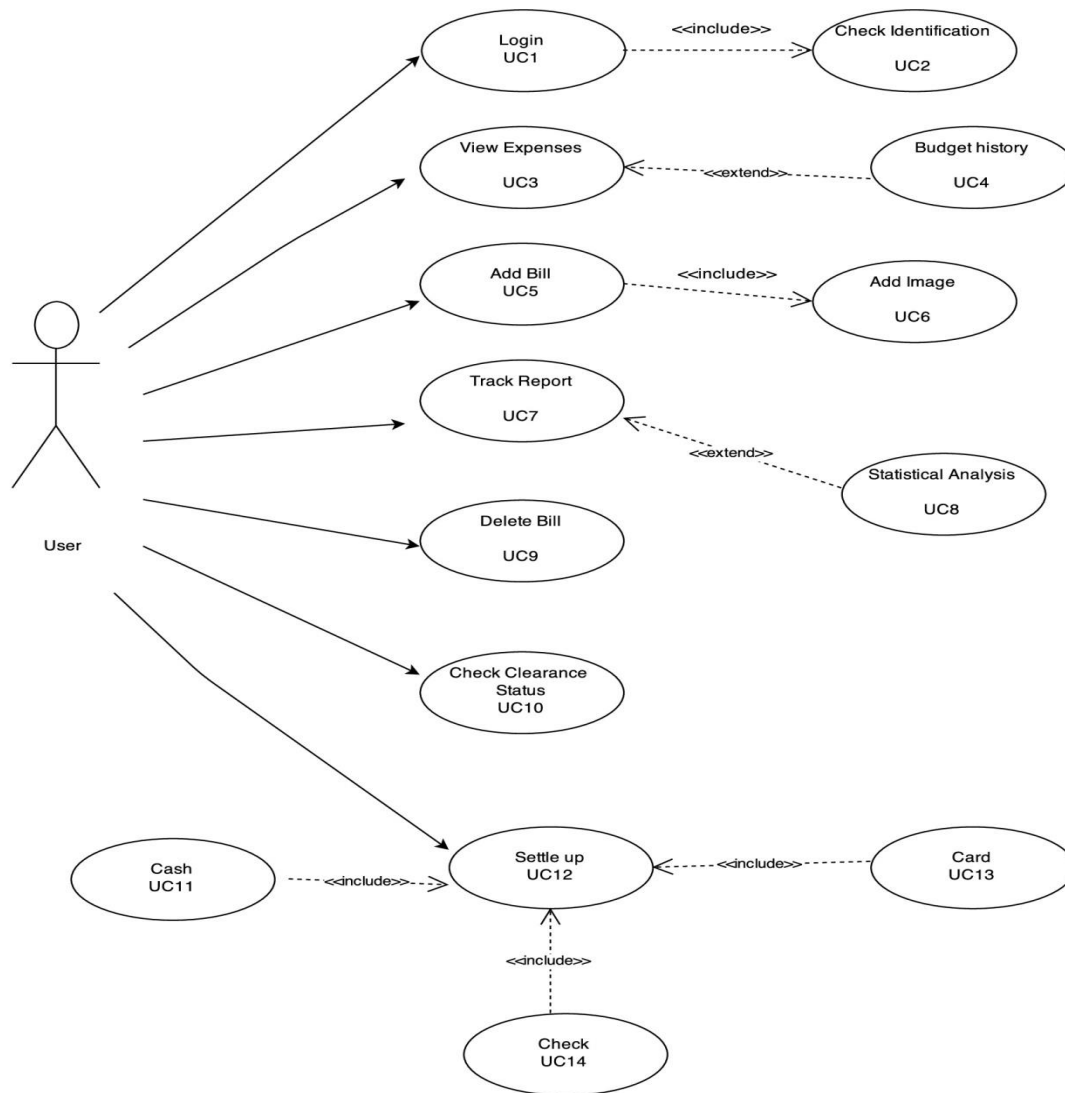 Login
UC1
<<include>>
Check Identification
UC2
View Expenses
UC3
<<extend>>
Budget history
UC4
Add Bill
UC5
<<include>>
Add Image
UC6
Track Report
UC7
<<extend>>
Statistical Analysis
UC8
User
Delete Bill
UC9
Check Clearance
Status
UC10
Cash
UC11
<<include>>
Settle up
UC12
<<include>>
Card
UC13
<<include>>
Check
UC14